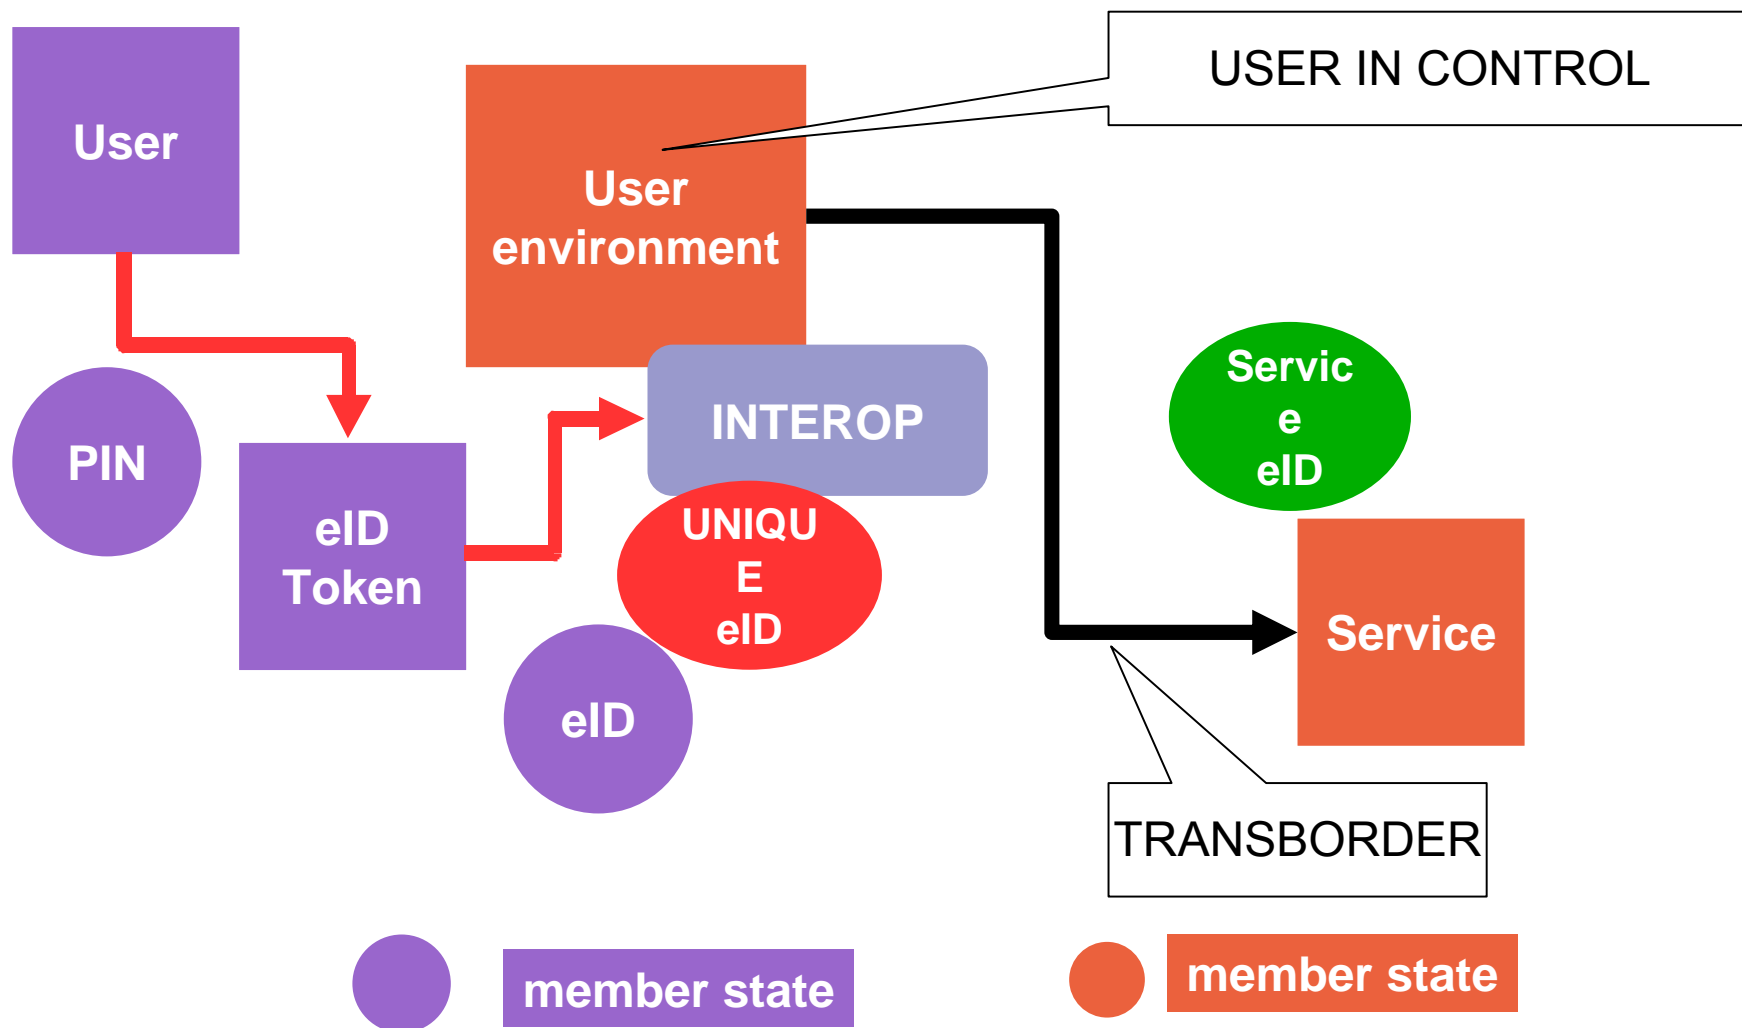 USER IN CONTROL
User
User
environment
Servic
e
eID
INTEROP
PIN
eID
Token
UNIQU
E
eID
Service
eID
TRANSBORDER
member state
member state